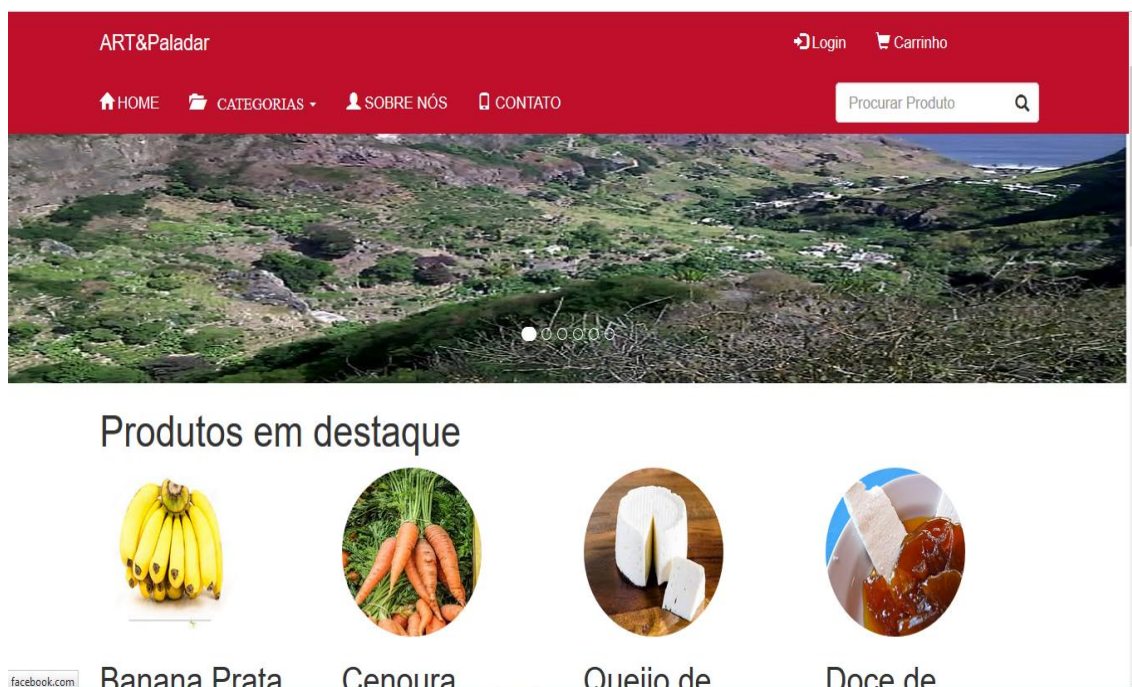 ART&Paladar
Login Carrinho
HOME CATEGORIAS SOBRE NÓS CONTATO
Procurar Produto
Produtos em destaque
Banana Prata Cenoura Queijo de Doce de
facebook.com